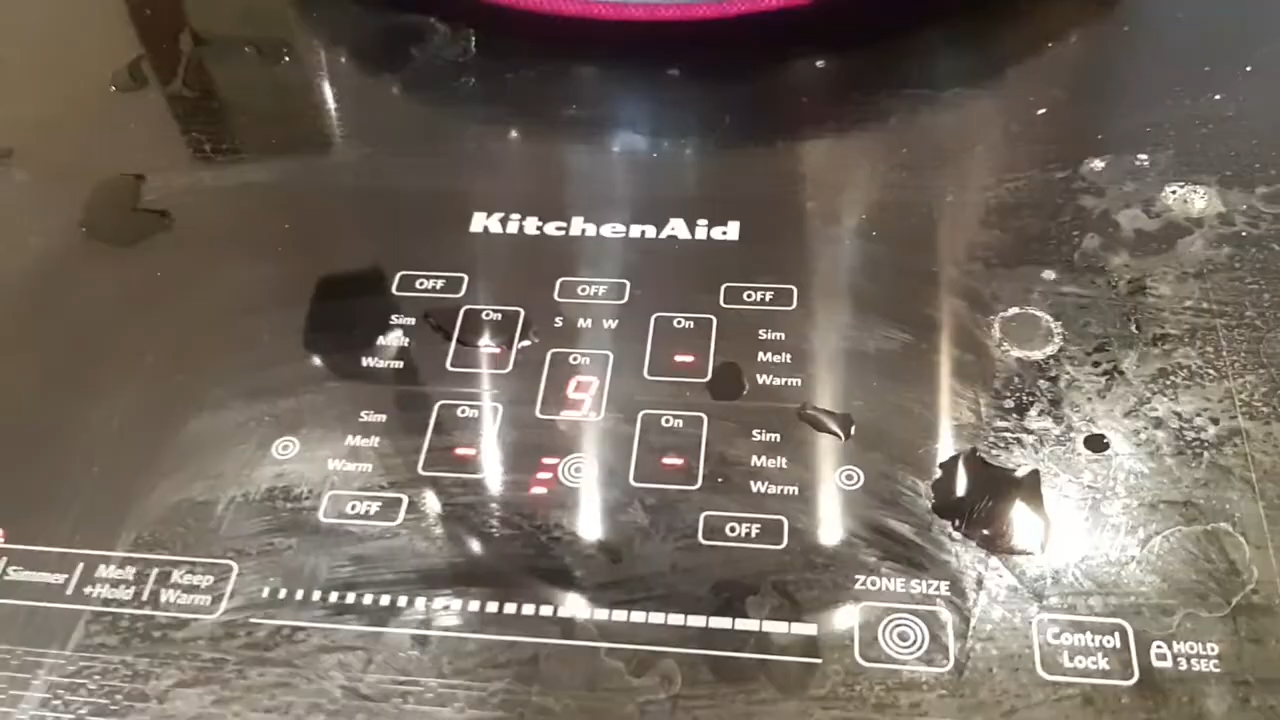 KitchenAid
OFF OFF OFF
On
Sim
Melt
Warm
S M W
On
Sim
Melt
Warm
On
9.
On
Sim
Melt
Warm
On
Sim
Melt
Warm
OFF
OFF
Simmer Melt +Hold Keep Warm
ZONE SIZE
Control
Lock
HOLD
3 SEC